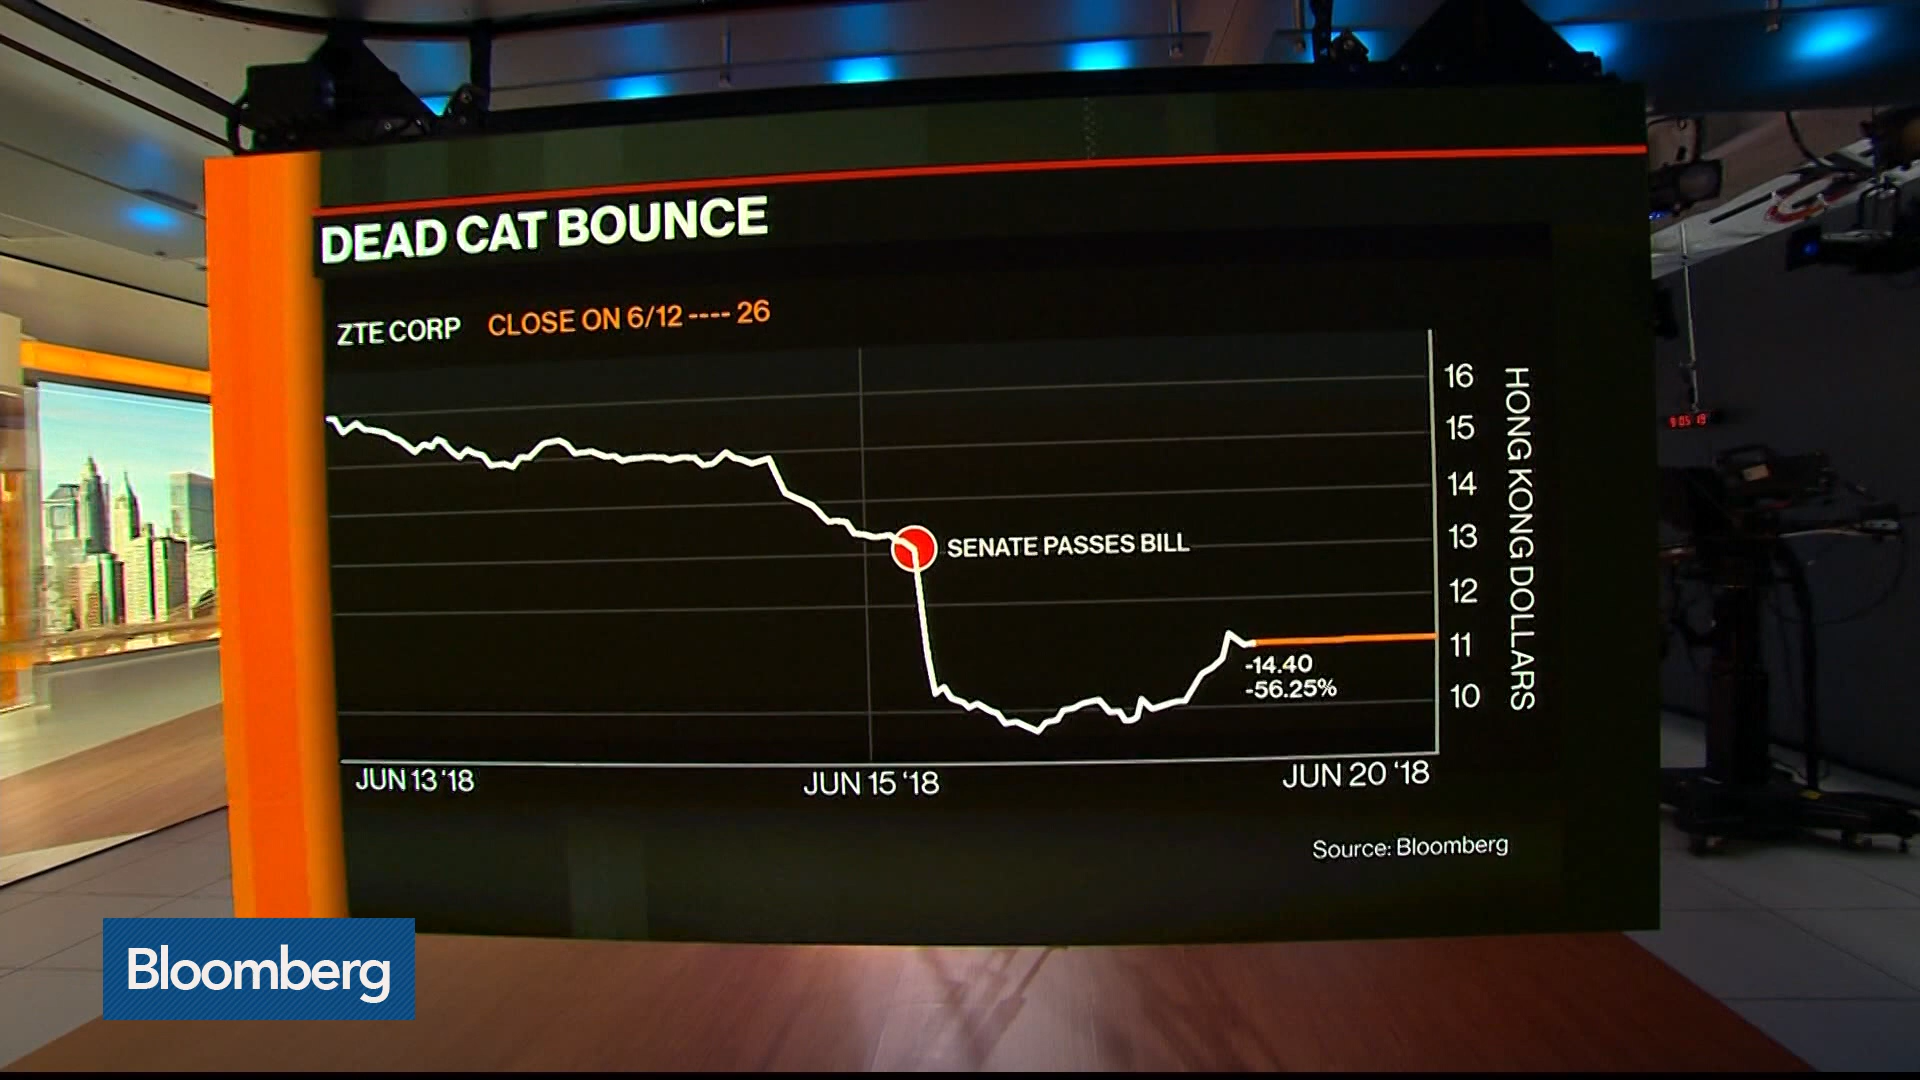 DEAD CAT BOUNCE
ZTE CORP CLOSE ON 6/12 ---- 26
16
15
14
13
12
11
10
HONG KONG DOLLARS
SENATE PASSES BILL
-14.40
-56.25%
JUN 13 '18
JUN 15 '18
JUN 20 '18
Source: Bloomberg
Bloomberg